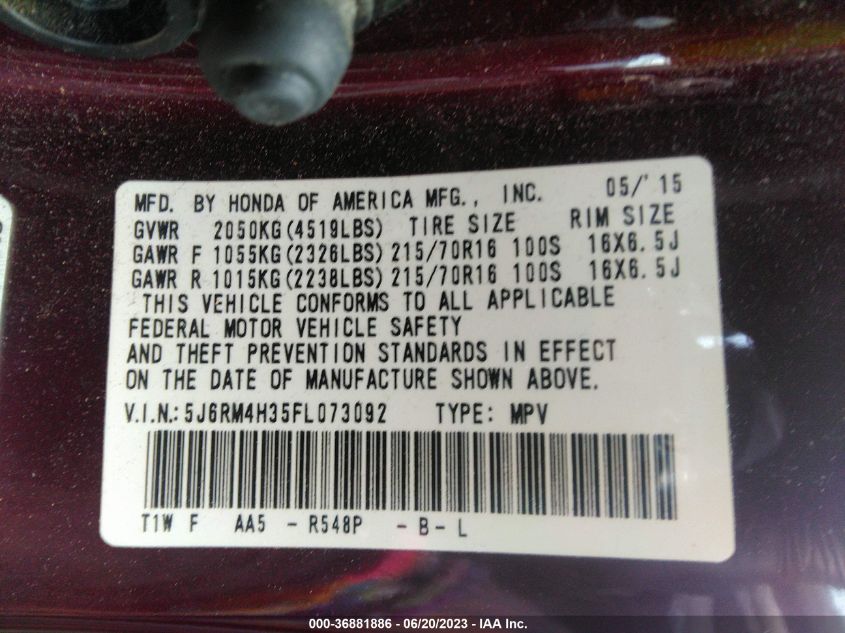 MFD. BY HONDA OF AMERICA MFG., INC. 05/'15
GVWR 2050KG(4519LBS) TIRE SIZE RIM SIZE
GAWR F 1055KG(2326LBS) 215/70R16 100S 16X6.5J
GAWR R 1015KG(2238LBS) 215/70R16 100S 16X6.5J
THIS VEHICLE CONFORMS TO ALL APPLICABLE
FEDERAL MOTOR VEHICLE SAFETY
AND THEFT PREVENTION STANDARDS IN EFFECT
ON THE DATE OF MANUFACTURE SHOWN ABOVE.
V.I.N.: 5J6RM4H35FL073092 TYPE: MPV
T1W F AA5 - R548P - B - L
000-36881886 - 06/20/2023 - IAA Inc.